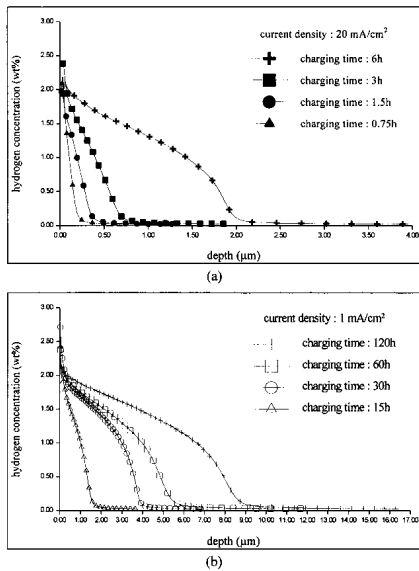 current density : 20 mA/cm²
charging time : 6h
charging time : 3h
charging time : 1.5h
charging time : 0.75h
hydrogen concentration (wt%)
3.00
2.50
2.00
1.50
1.00
0.50
0.00
0.00 0.50 1.00 1.50 2.00 2.50 3.00 3.50 4.00
depth (μm)
(a)
current density : 1 mA/cm²
charging time : 120h
charging time : 60h
charging time : 30h
charging time : 15h
hydrogen concentration (wt%)
3.00
2.50
2.00
1.50
1.00
0.50
0.00
0.00 1.00 2.00 3.00 4.00 5.00 6.00 7.00 8.00 9.00 10.00 11.00 12.00 13.00 14.00 15.00 16.00 17.00
depth (μm)
(b)